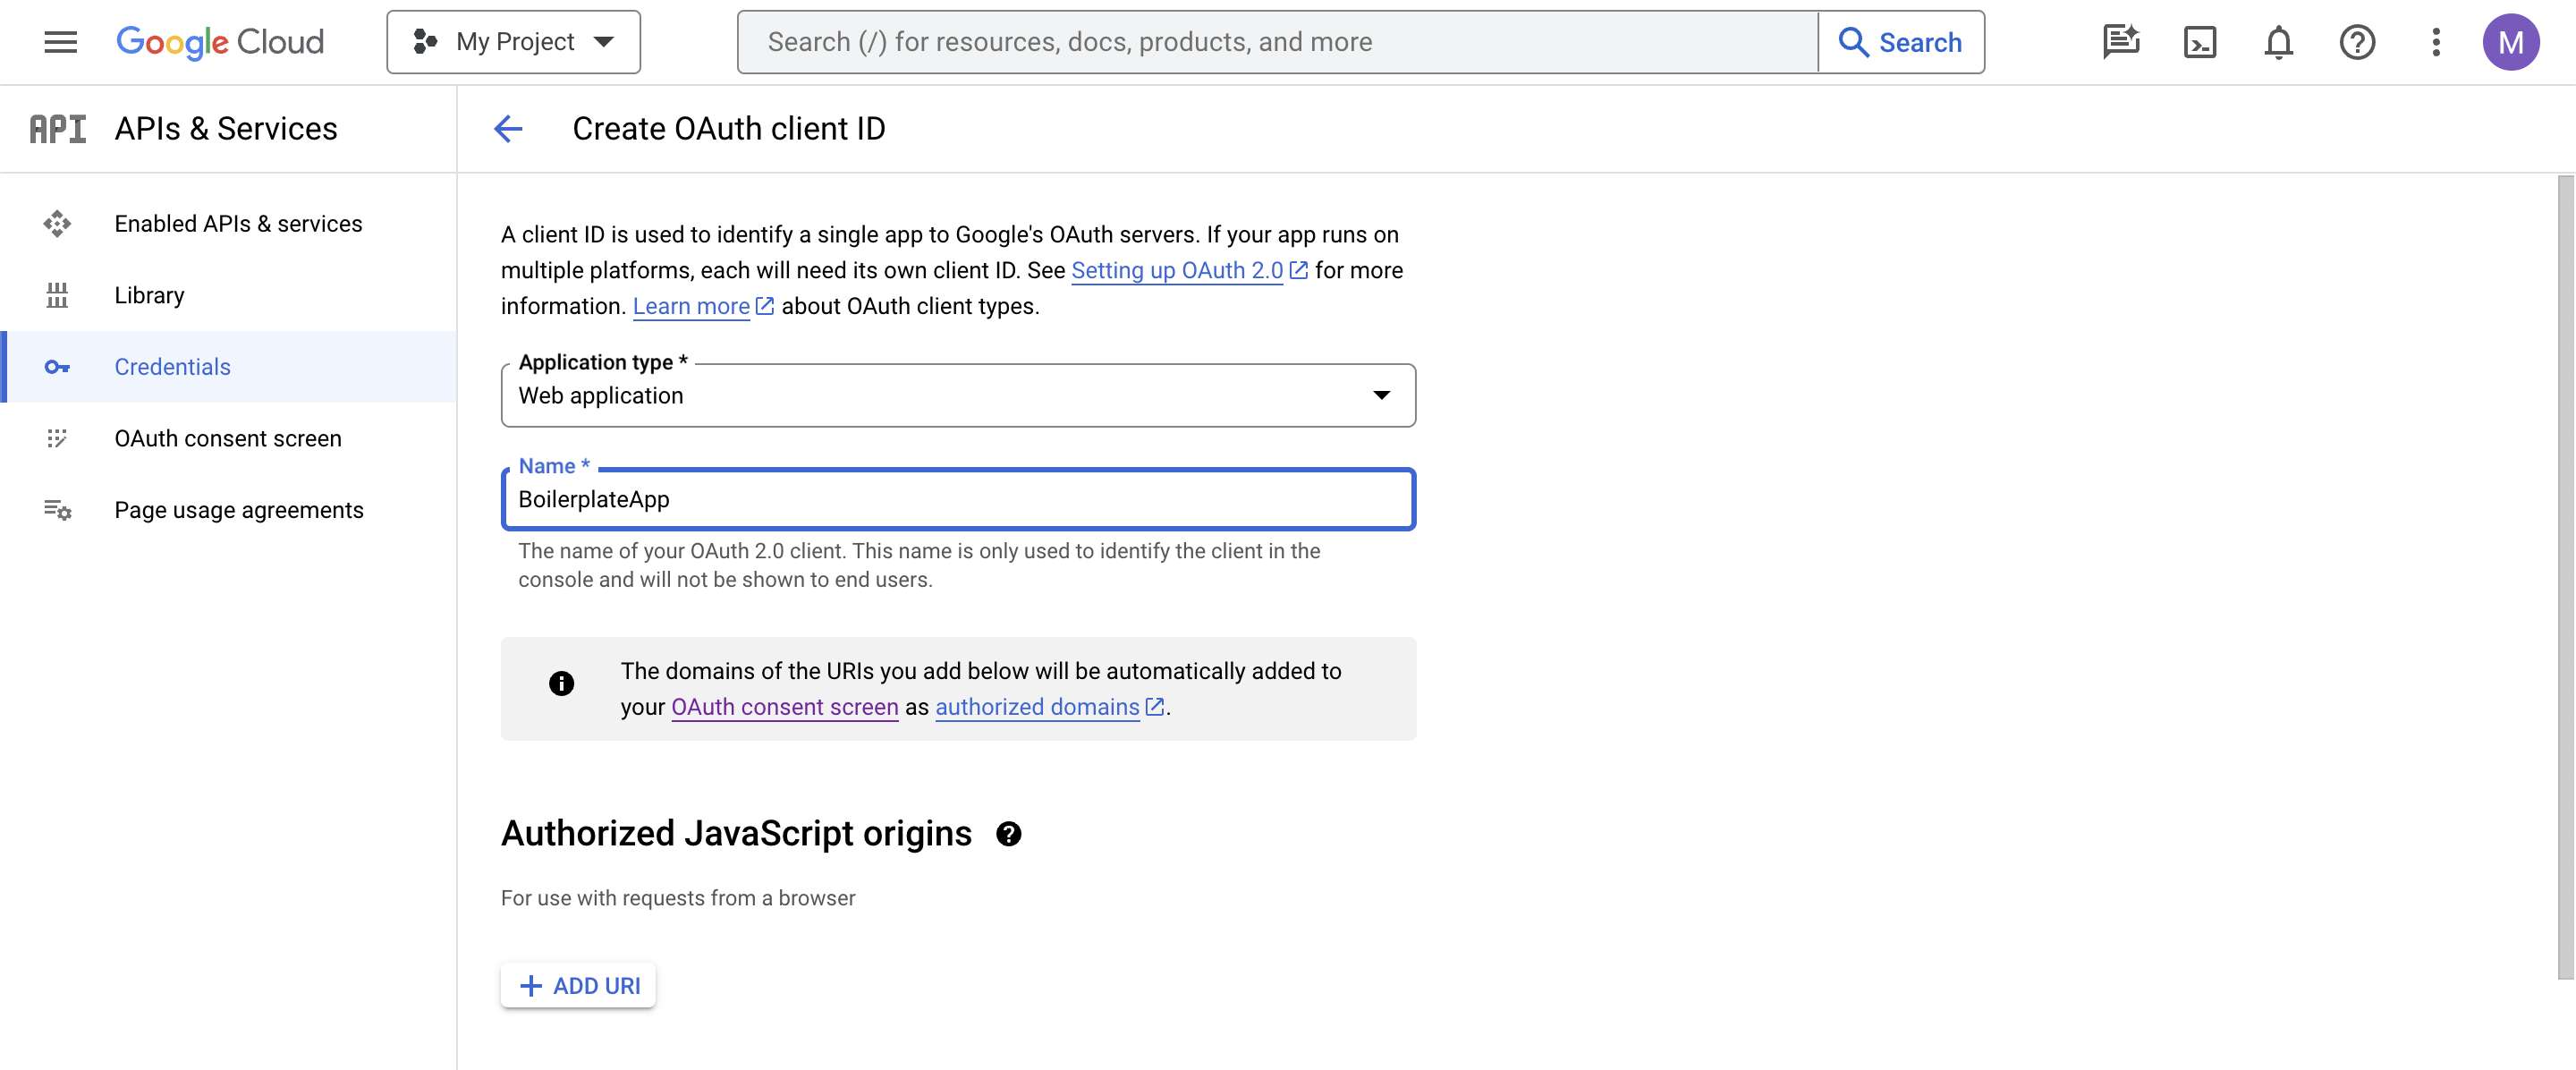 Google Cloud
My Project
Search (/) for resources, docs, products, and more
Search
M
API
APIs & Services
Create OAuth client ID
Enabled APIs & services
Library
Credentials
OAuth consent screen
Page usage agreements
A client ID is used to identify a single app to Google's OAuth servers. If your app runs on
multiple platforms, each will need its own client ID. See Setting up OAuth 2.0 for more
information. Learn more about OAuth client types.
Application type *
Web application
Name *
BoilerplateApp
The name of your OAuth 2.0 client. This name is only used to identify the client in the
console and will not be shown to end users.
The domains of the URIs you add below will be automatically added to
your OAuth consent screen as authorized domains.
Authorized JavaScript origins
For use with requests from a browser
ADD URI